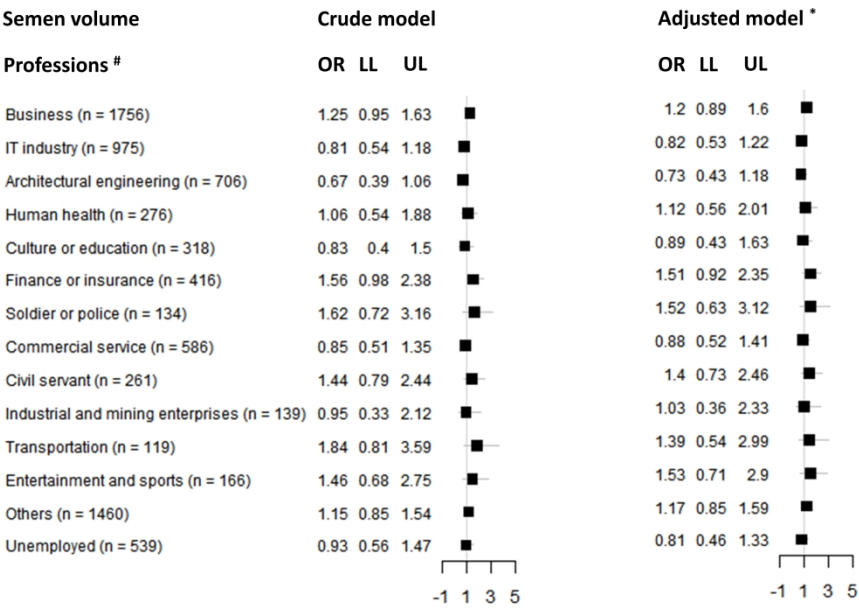 Semen volume Crude model Adjusted model *
Professions # OR LL UL OR LL UL
Business (n = 1756) 1.25 0.95 1.63 1.2 0.89 1.6
IT industry (n = 975) 0.81 0.54 1.18 0.82 0.53 1.22
Architectural engineering (n = 706) 0.67 0.39 1.06 0.73 0.43 1.18
Human health (n = 276) 1.06 0.54 1.88 1.12 0.56 2.01
Culture or education (n = 318) 0.83 0.4 1.5 0.89 0.43 1.63
Finance or insurance (n = 416) 1.56 0.98 2.38 1.51 0.92 2.35
Soldier or police (n = 134) 1.62 0.72 3.16 1.52 0.63 3.12
Commercial service (n = 586) 0.85 0.51 1.35 0.88 0.52 1.41
Civil servant (n = 261) 1.44 0.79 2.44 1.4 0.73 2.46
Industrial and mining enterprises (n = 139) 0.95 0.33 2.12 1.03 0.36 2.33
Transportation (n = 119) 1.84 0.81 3.59 1.39 0.54 2.99
Entertainment and sports (n = 166) 1.46 0.68 2.75 1.53 0.71 2.9
Others (n = 1460) 1.15 0.85 1.54 1.17 0.85 1.59
Unemployed (n = 539) 0.93 0.56 1.47 0.81 0.46 1.33
-1 1 3 5 -1 1 3 5